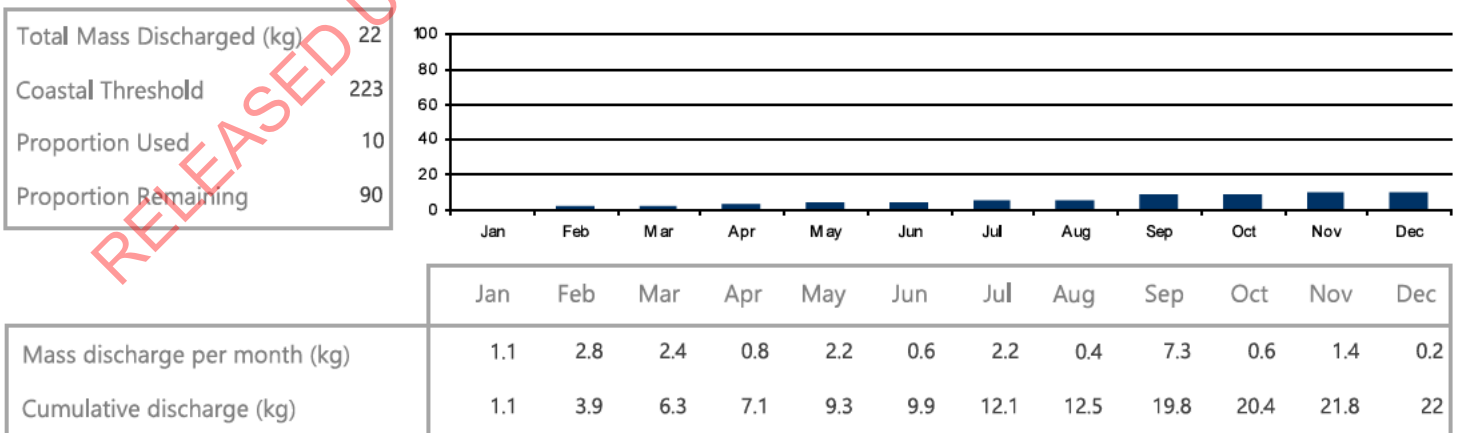 Total Mass Discharged (kg) 22
Coastal Threshold 223
Proportion Used 10
Proportion Remaining 90
RELEASED
100
80
60
40
20
0
Jan Feb Mar Apr May Jun Jul Aug Sep Oct Nov Dec
Jan Feb Mar Apr May Jun Jul Aug Sep Oct Nov Dec
Mass discharge per month (kg) 1.1 2.8 2.4 0.8 2.2 0.6 2.2 0.4 7.3 0.6 1.4 0.2
Cumulative discharge (kg) 1.1 3.9 6.3 7.1 9.3 9.9 12.1 12.5 19.8 20.4 21.8 22